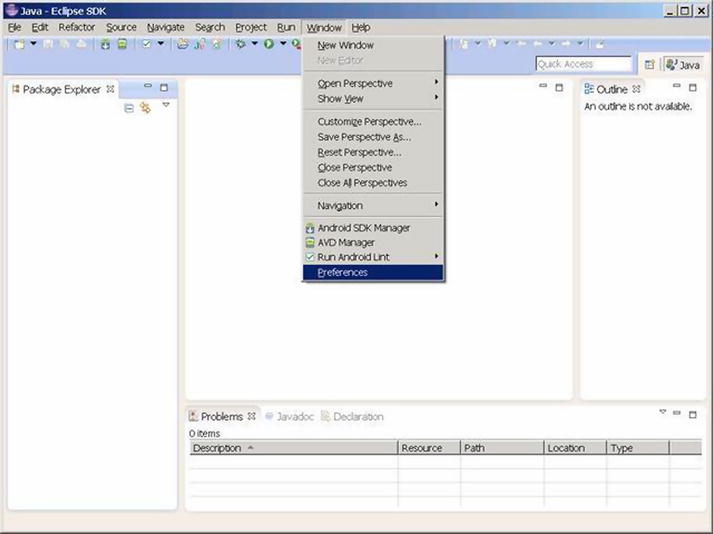 Java - Eclipse SDK
File Edit Refactor Source Navigate Search Project Run Window Help
New Window
New Editor
Quick Access
Java
Open Perspective
Show View
Package Explorer
Outline
An outline is not available.
Customize Perspective...
Save Perspective As...
Reset Perspective...
Close Perspective
Close All Perspectives
Navigation
Android SDK Manager
AVD Manager
Run Android Lint
Preferences
Problems Javadoc Declaration
0 items
Description Resource Path Location Type